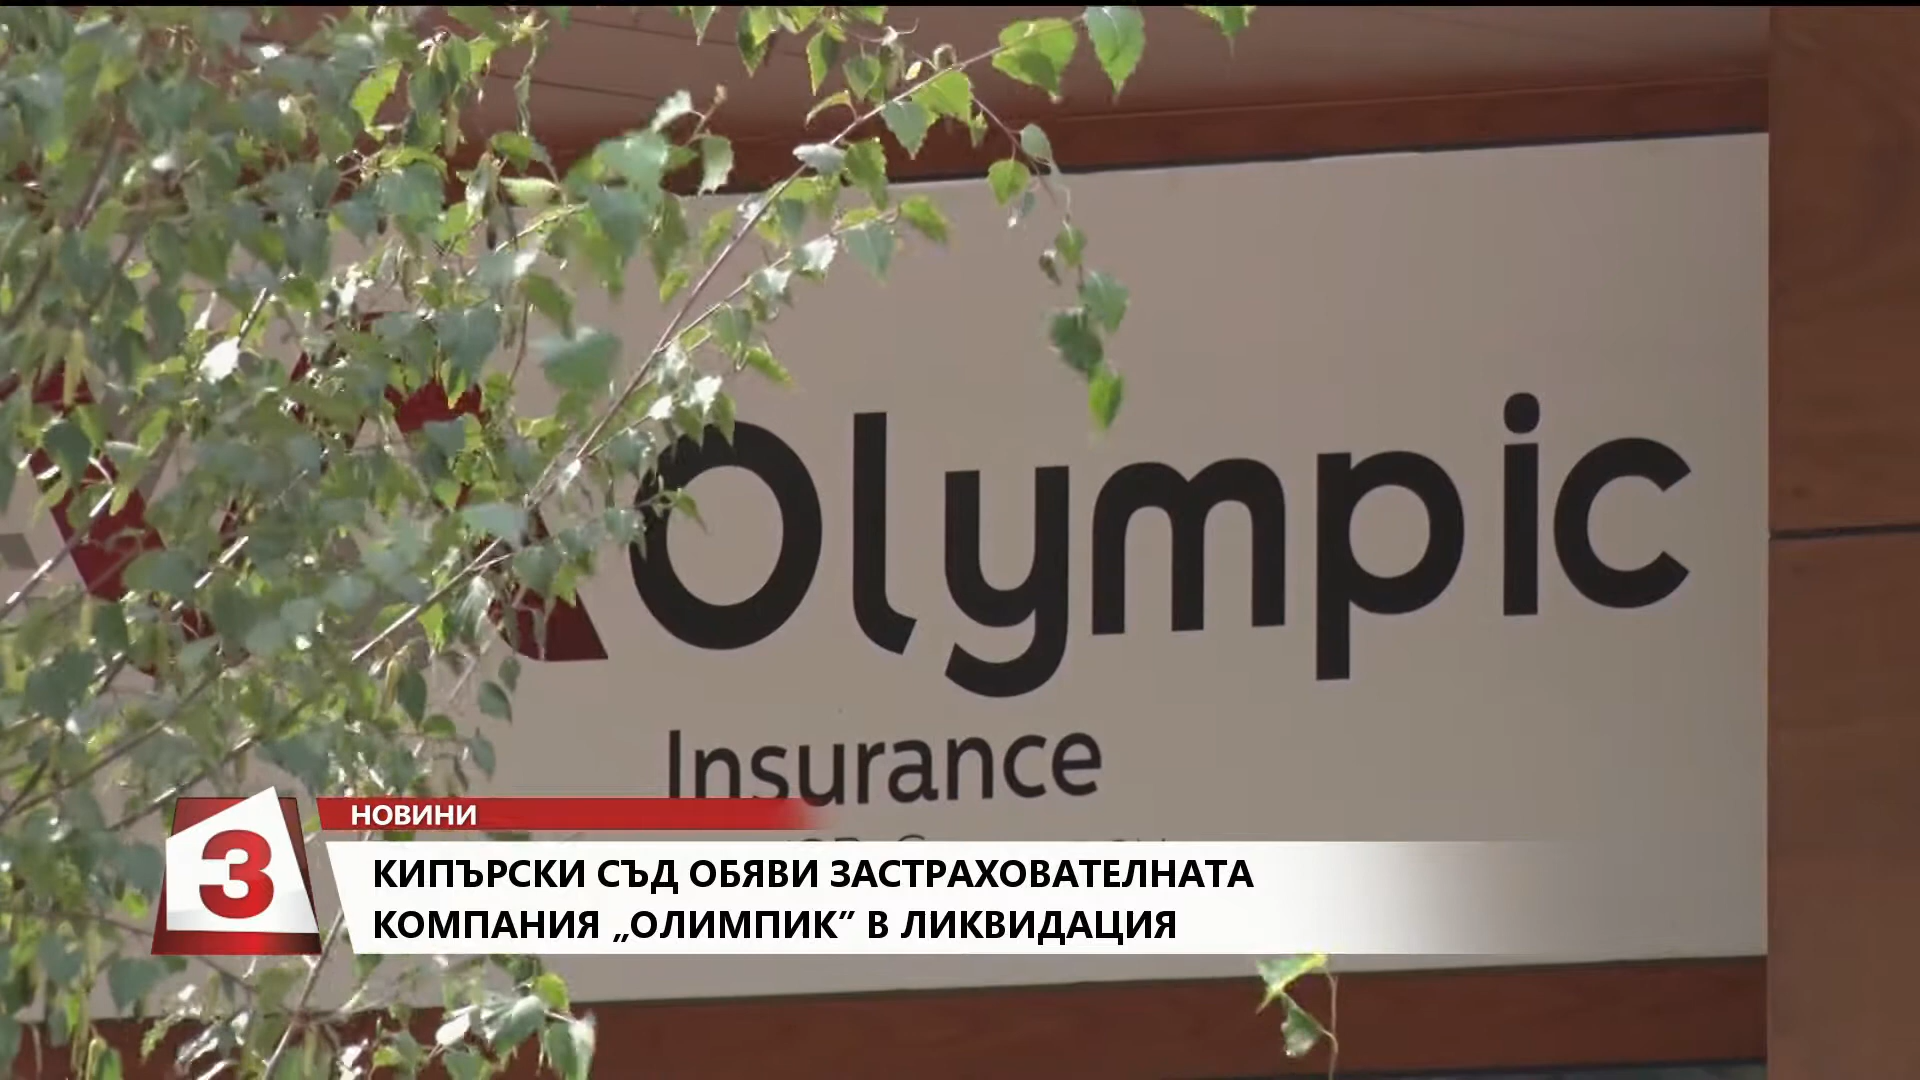 Olympic
Insurance
3
НОВИНИ
КИПЪРСКИ СЪД ОБЯВИ ЗАСТРАХОВАТЕЛНАТА
КОМПАНИЯ „ОЛИМПИК” В ЛИКВИДАЦИЯ